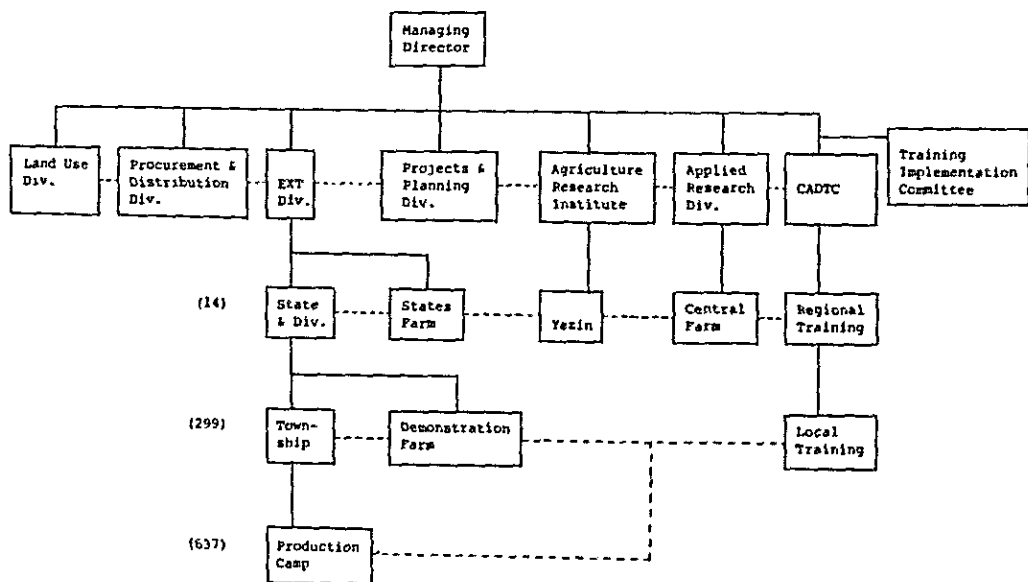 Managing
Director
Land Use
Div.
Procurement &
Distribution
Div.
EXT
Div.
Projects &
Planning
Div.
Agriculture
Research
Institute
Applied
Research
Div.
CADTC
Training
Implementation
Committee
(14)
State
& Div.
States
Farm
Yezin
Central
Farm
Regional
Training
(299)
Town-
ship
Demonstration
Farm
Local
Training
(637)
Production
Camp